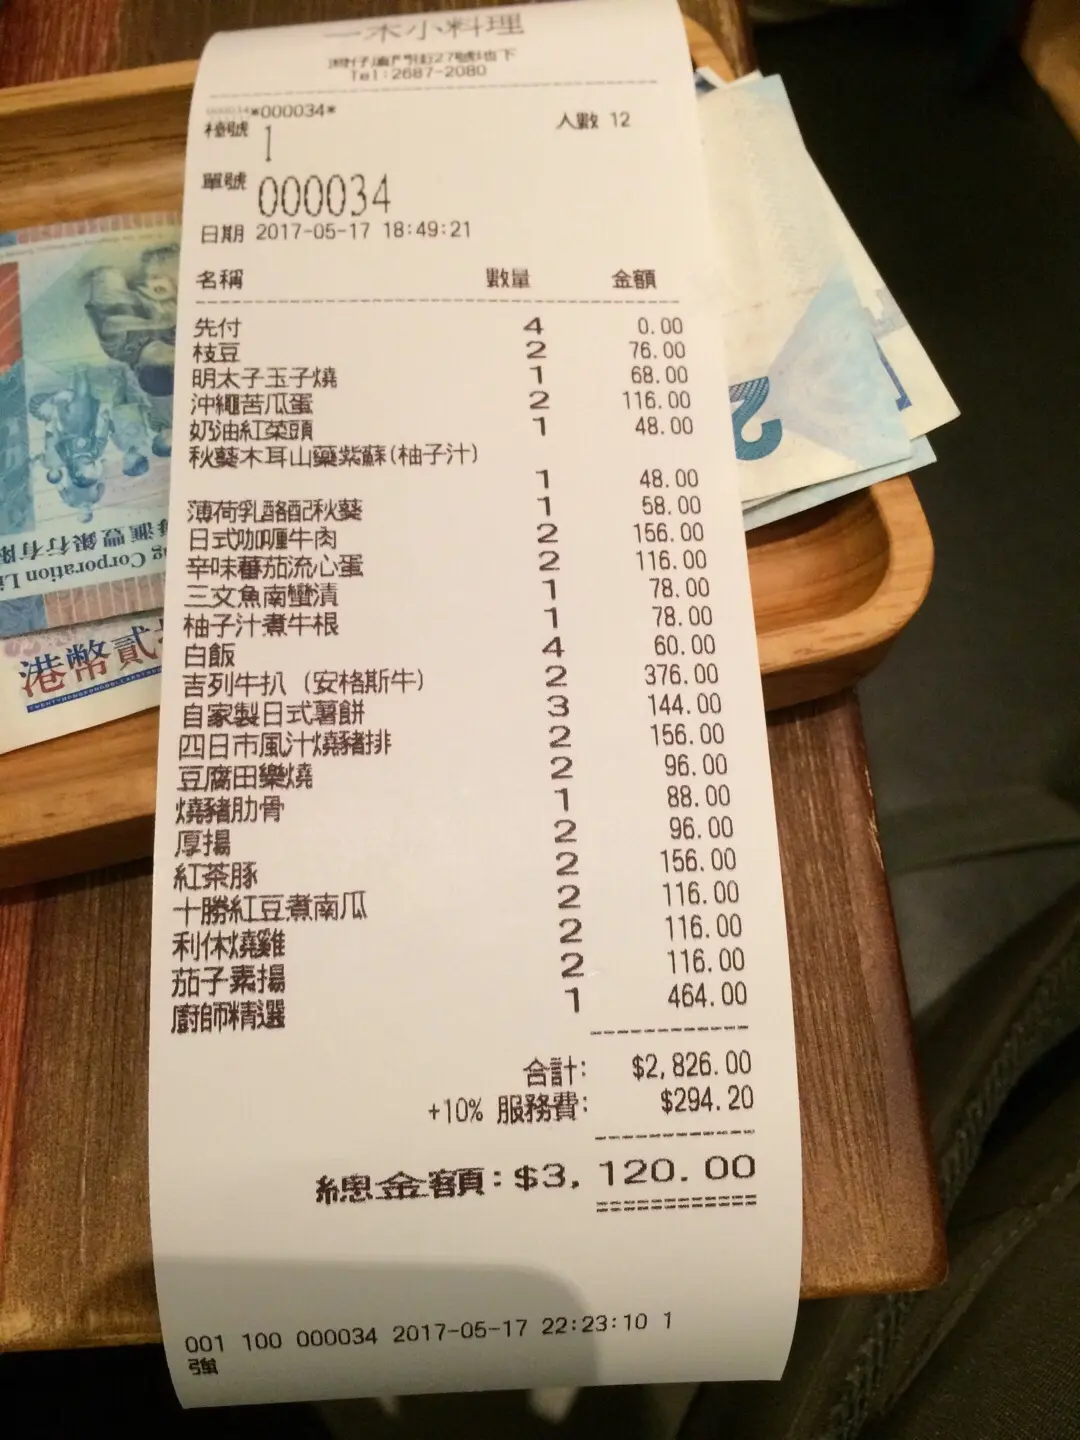 一木小料理
灣仔廈門街27號地下
Tel:2687-2080
*000034*
檯號 1
人數 12
單號 000034
日期 2017-05-17 18:49:21
名稱 數量 金額
先付 4 0.00
枝豆 2 76.00
明太子玉子燒 1 68.00
沖繩苦瓜蛋 2 116.00
奶油紅菜頭 1 48.00
秋葵木耳山藥紫蘇(柚子汁)
1 48.00
薄荷乳酪配秋葵 1 58.00
日式咖喱牛肉 2 156.00
辛味蕃茄流心蛋 2 116.00
三文魚南蠻漬 1 78.00
柚子汁煮牛根 1 78.00
白飯 4 60.00
吉列牛扒 (安格斯牛) 2 376.00
自家製日式薯餅 3 144.00
四日市風汁燒豬排 2 156.00
豆腐田樂燒 2 96.00
燒豬肋骨 1 88.00
厚揚 2 96.00
紅茶豚 2 156.00
十勝紅豆煮南瓜 2 116.00
利休燒雞 2 116.00
茄子素揚 2 116.00
廚師精選 1 464.00
合計: $2,826.00
+10% 服務費: $294.20
總金額:$3,120.00
001 100 000034 2017-05-17 22:23:10 1
強
港幣貳
2